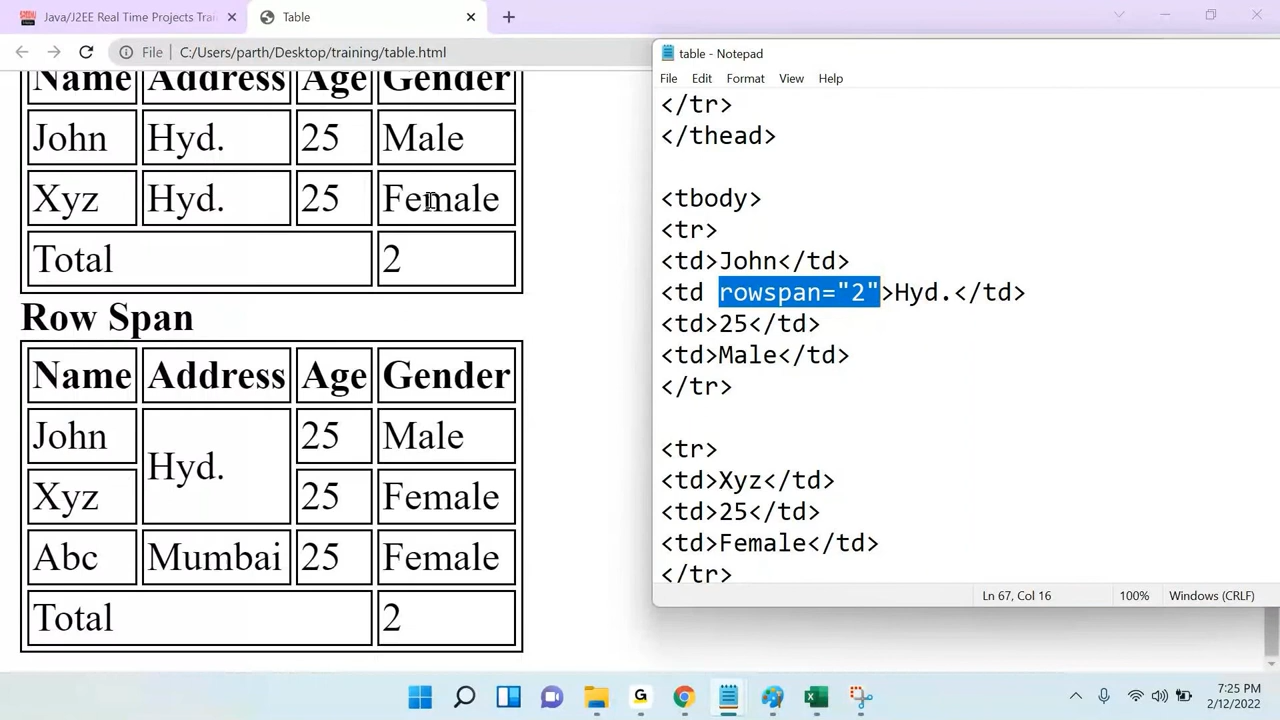 Java/J2EE Real Time Projects Trai
Table
File
C:/Users/parth/Desktop/training/table.html
Name Address Age Gender
John Hyd. 25 Male
Xyz Hyd. 25 Female
Total 2
Row Span
Name Address Age Gender
John Hyd. 25 Male
Xyz 25 Female
Abc Mumbai 25 Female
Total 2
table - Notepad
File Edit Format View Help
</tr>
</thead>
<tbody>
<tr>
<td>John</td>
<td rowspan="2">Hyd.</td>
<td>25</td>
<td>Male</td>
</tr>
<tr>
<td>Xyz</td>
<td>25</td>
<td>Female</td>
</tr>
Ln 67, Col 16 100% Windows (CRLF)
G
7:25 PM
2/12/2022